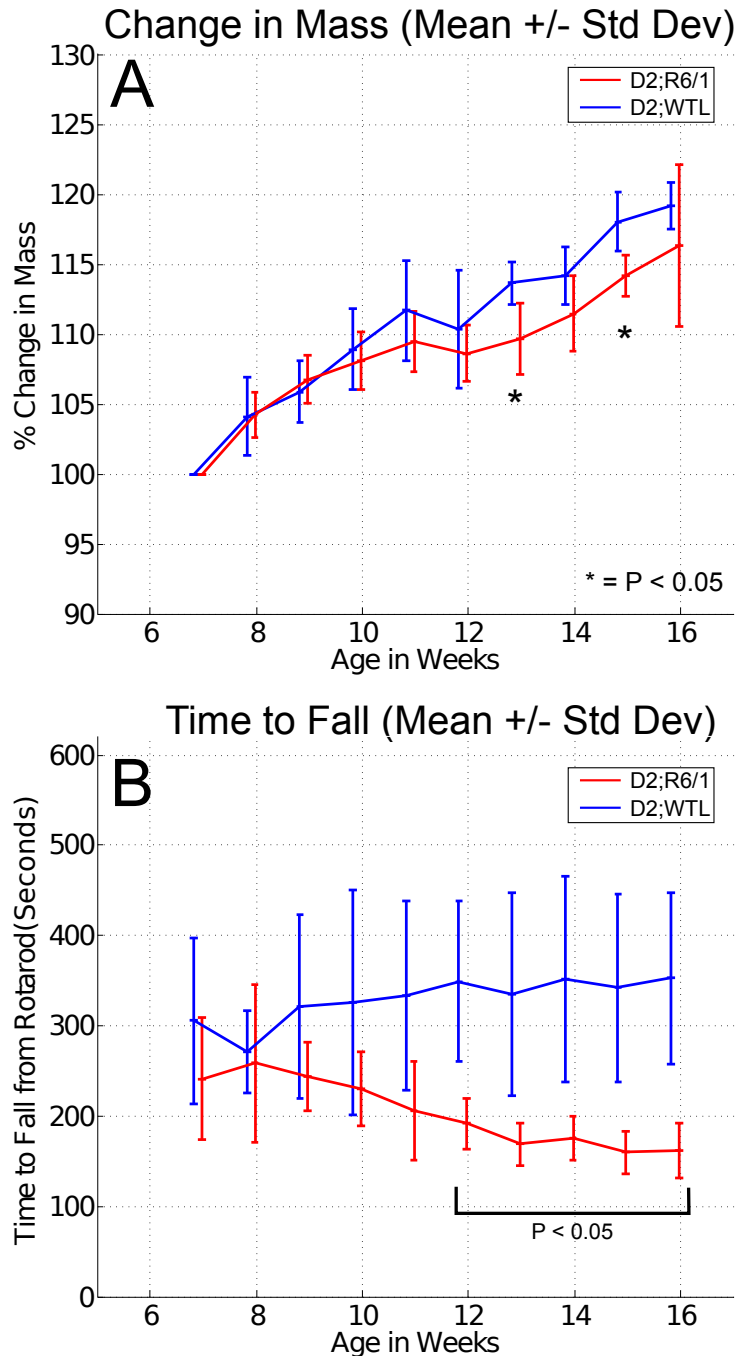 Change in Mass (Mean +/- Std Dev)
A
D2;R6/1
D2;WTL
130
125
120
115
110
105
100
95
90
% Change in Mass
*
*
* = P < 0.05
6 8 10 12 14 16
Age in Weeks
Time to Fall (Mean +/- Std Dev)
B
D2;R6/1
D2;WTL
600
500
400
300
200
100
0
Time to Fall from Rotarod(Seconds)
P < 0.05
6 8 10 12 14 16
Age in Weeks